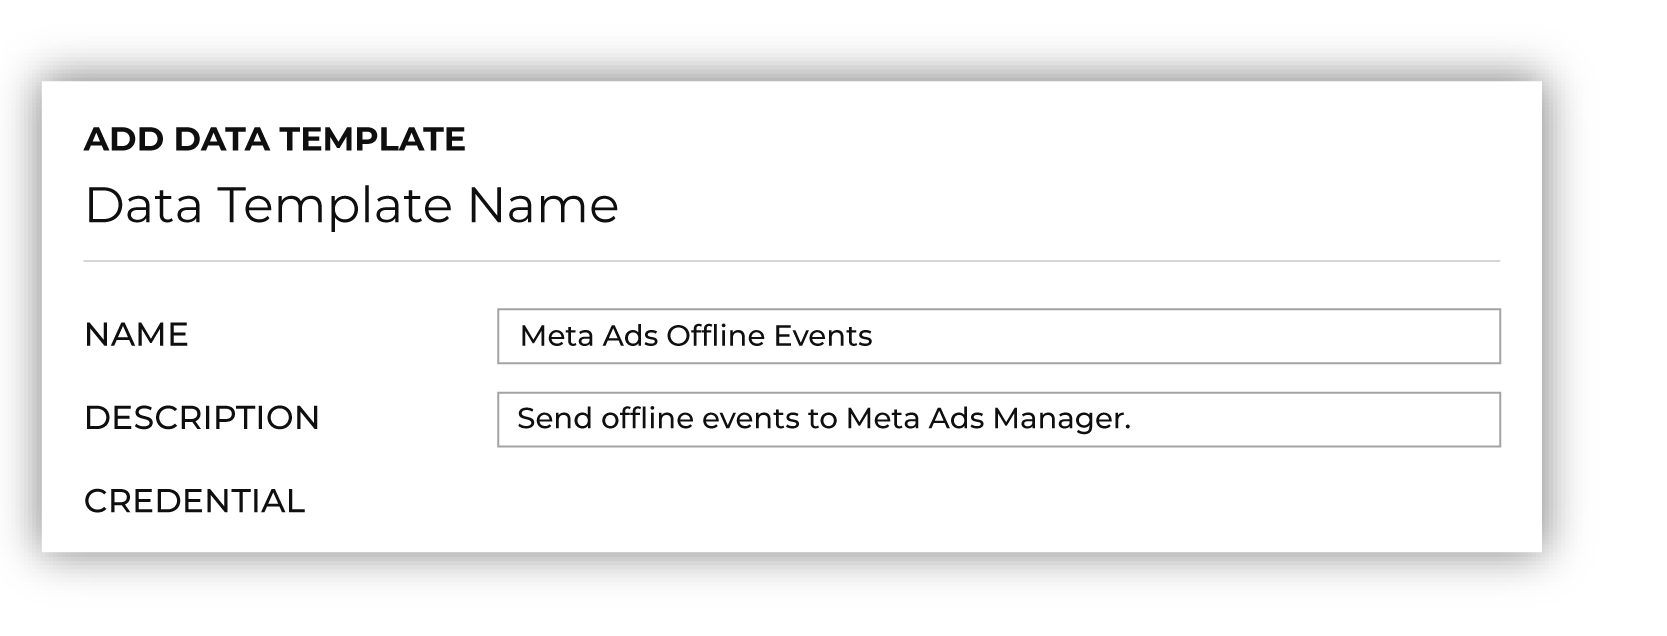 ADD DATA TEMPLATE
Data Template Name
NAME
Meta Ads Offline Events
DESCRIPTION
Send offline events to Meta Ads Manager.
CREDENTIAL